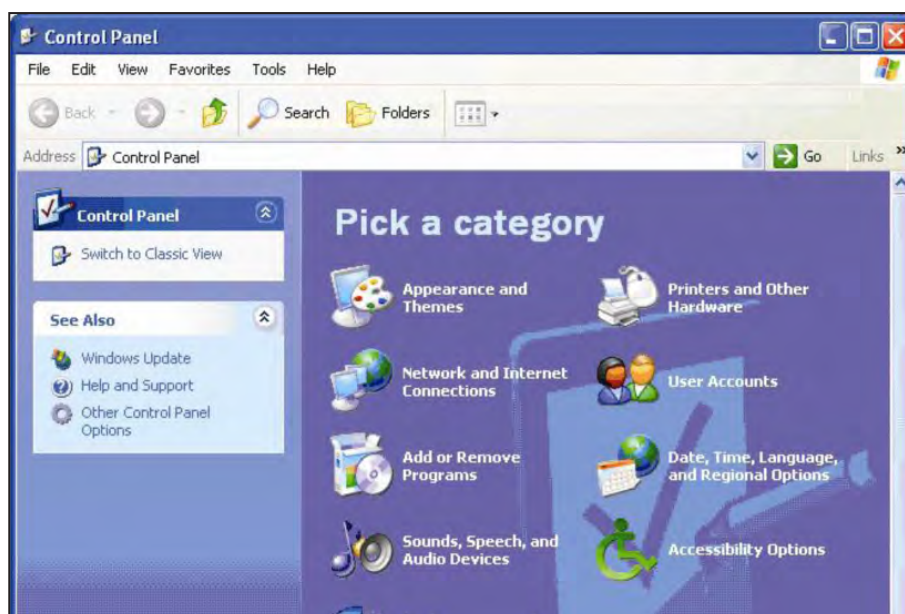 Control Panel
File Edit View Favorites Tools Help
Back Search Folders
Address Control Panel Go Links »
Control Panel
Switch to Classic View
See Also
Windows Update
Help and Support
Other Control Panel
Options
Pick a category
Appearance and
Themes
Printers and Other
Hardware
Network and Internet
Connections
User Accounts
Add or Remove
Programs
Date, Time, Language,
and Regional Options
Sounds, Speech, and
Audio Devices
Accessibility Options